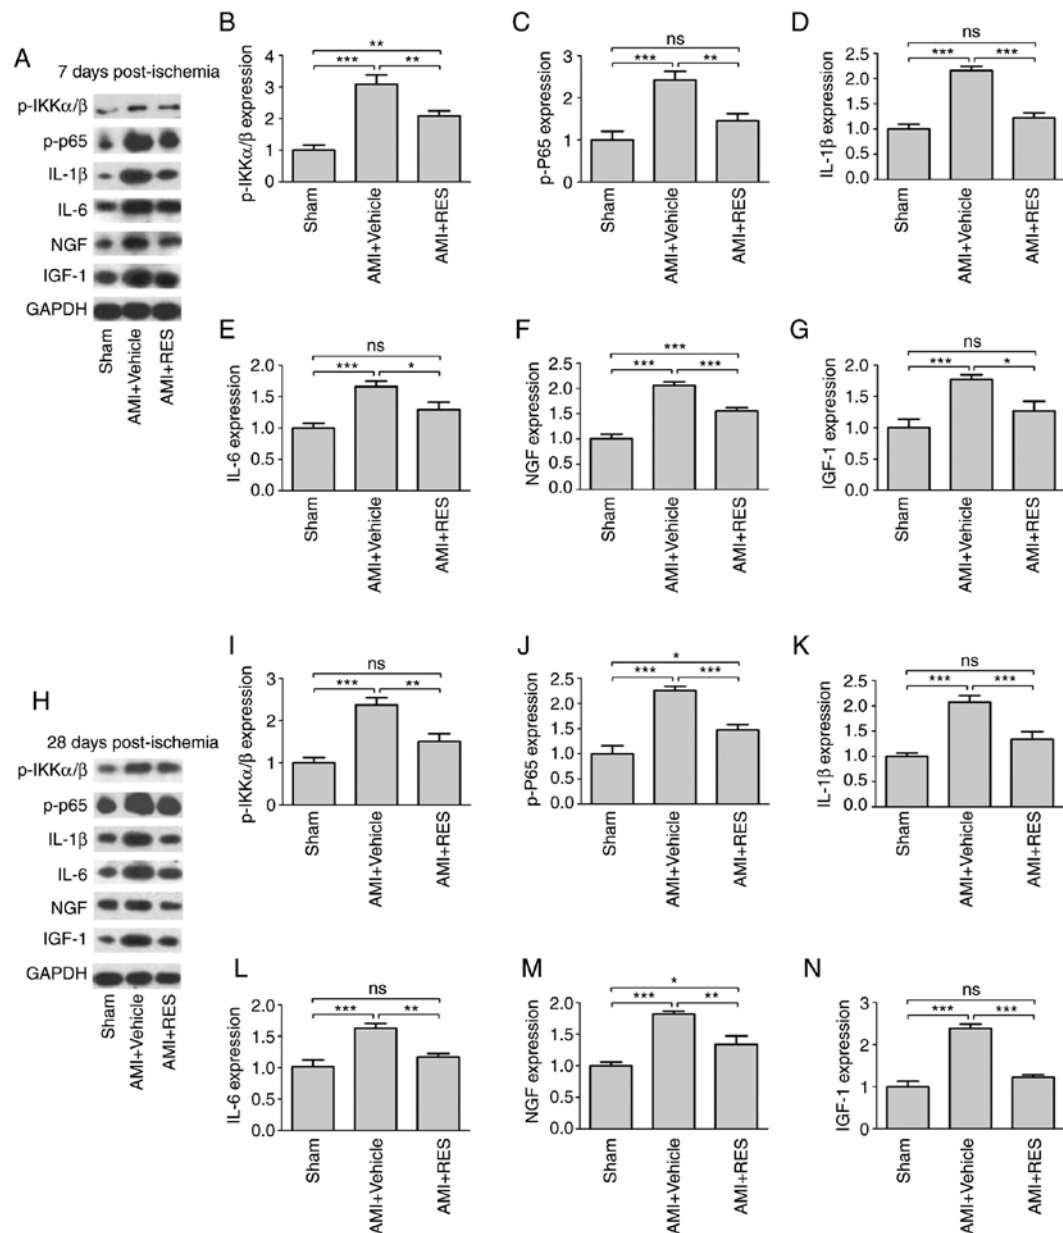 A
7 days post-ischemia
p-IKKα/β
p-p65
IL-1β
IL-6
NGF
IGF-1
GAPDH
Sham
AMI+Vehicle
AMI+RES
B
p-IKKα/β expression
4
3
2
1
0
**
*** **
Sham
AMI+Vehicle
AMI+RES
C
p-P65 expression
3
2
1
0
ns
*** **
Sham
AMI+Vehicle
AMI+RES
D
IL-1β expression
2.5
2.0
1.5
1.0
0.5
0.0
ns
*** ***
Sham
AMI+Vehicle
AMI+RES
E
IL-6 expression
2.0
1.5
1.0
0.5
0.0
ns
*** *
Sham
AMI+Vehicle
AMI+RES
F
NGF expression
2.5
2.0
1.5
1.0
0.5
0.0
***
*** ***
Sham
AMI+Vehicle
AMI+RES
G
IGF-1 expression
2.0
1.5
1.0
0.5
0.0
ns
*** *
Sham
AMI+Vehicle
AMI+RES
H
28 days post-ischemia
p-IKKα/β
p-p65
IL-1β
IL-6
NGF
IGF-1
GAPDH
Sham
AMI+Vehicle
AMI+RES
I
p-IKKα/β expression
3
2
1
0
ns
*** **
Sham
AMI+Vehicle
AMI+RES
J
p-P65 expression
2.5
2.0
1.5
1.0
0.5
0.0
*
*** ***
Sham
AMI+Vehicle
AMI+RES
K
IL-1β expression
2.5
2.0
1.5
1.0
0.5
0.0
ns
*** ***
Sham
AMI+Vehicle
AMI+RES
L
IL-6 expression
2.0
1.5
1.0
0.5
0.0
ns
*** **
Sham
AMI+Vehicle
AMI+RES
M
NGF expression
2.0
1.5
1.0
0.5
0.0
*
*** **
Sham
AMI+Vehicle
AMI+RES
N
IGF-1 expression
3
2
1
0
ns
*** ***
Sham
AMI+Vehicle
AMI+RES